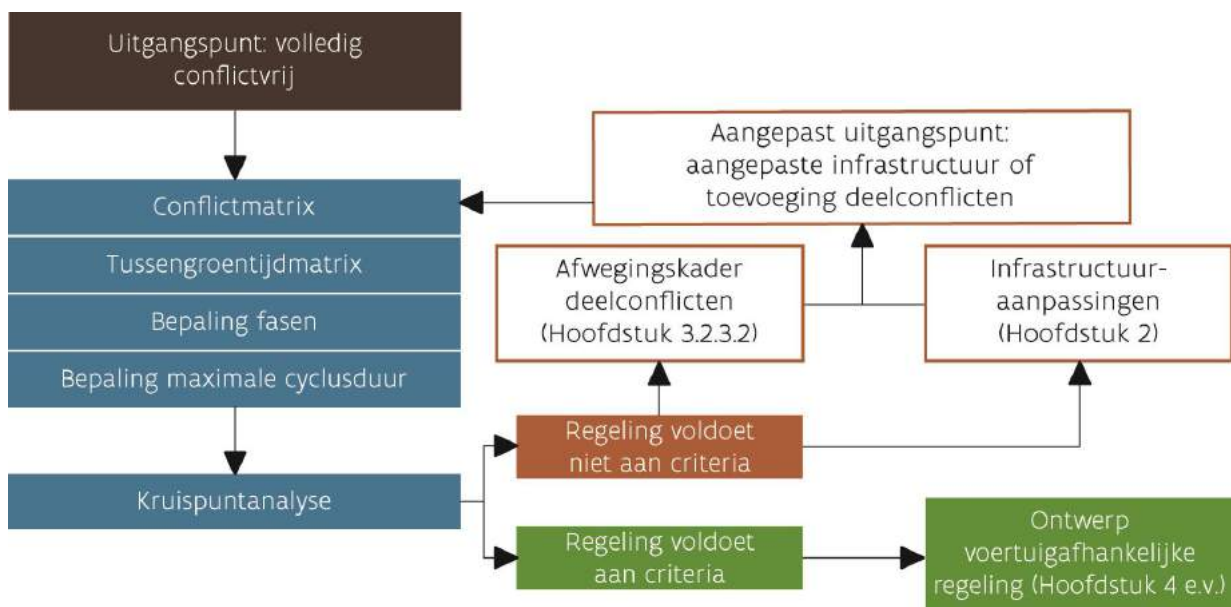 Uitgangspunt: volledig
conflictvrij
Aangepast uitgangspunt:
aangepaste infrastructuur of
toevoeging deelconflicten
Conflictmatrix
Tussengroentijdmatrix
Bepaling fasen
Bepaling maximale cyclusduur
Afwegingskader
deelconflicten
(Hoofdstuk 3.2.3.2)
Infrastructuur-
aanpassingen
(Hoofdstuk 2)
Regeling voldoet
niet aan criteria
Kruispuntanalyse
Regeling voldoet
aan criteria
Ontwerp
voertuigafhankelijke
regeling (Hoofdstuk 4 e.v.)